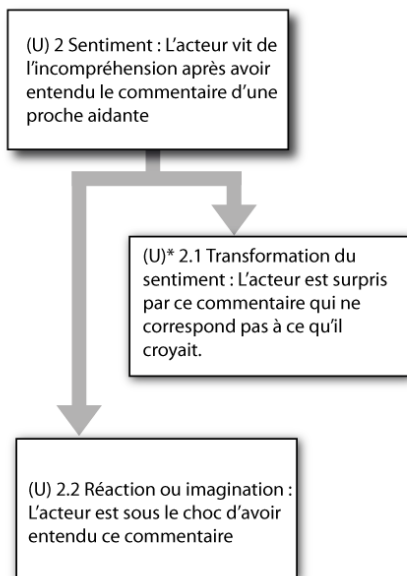 (U) 2 Sentiment : L'acteur vit de
l'incompréhension après avoir
entendu le commentaire d'une
proche aidante
(U)* 2.1 Transformation du
sentiment : L'acteur est surpris
par ce commentaire qui ne
correspond pas à ce qu'il
croyait.
(U) 2.2 Réaction ou imagination :
L'acteur est sous le choc d'avoir
entendu ce commentaire